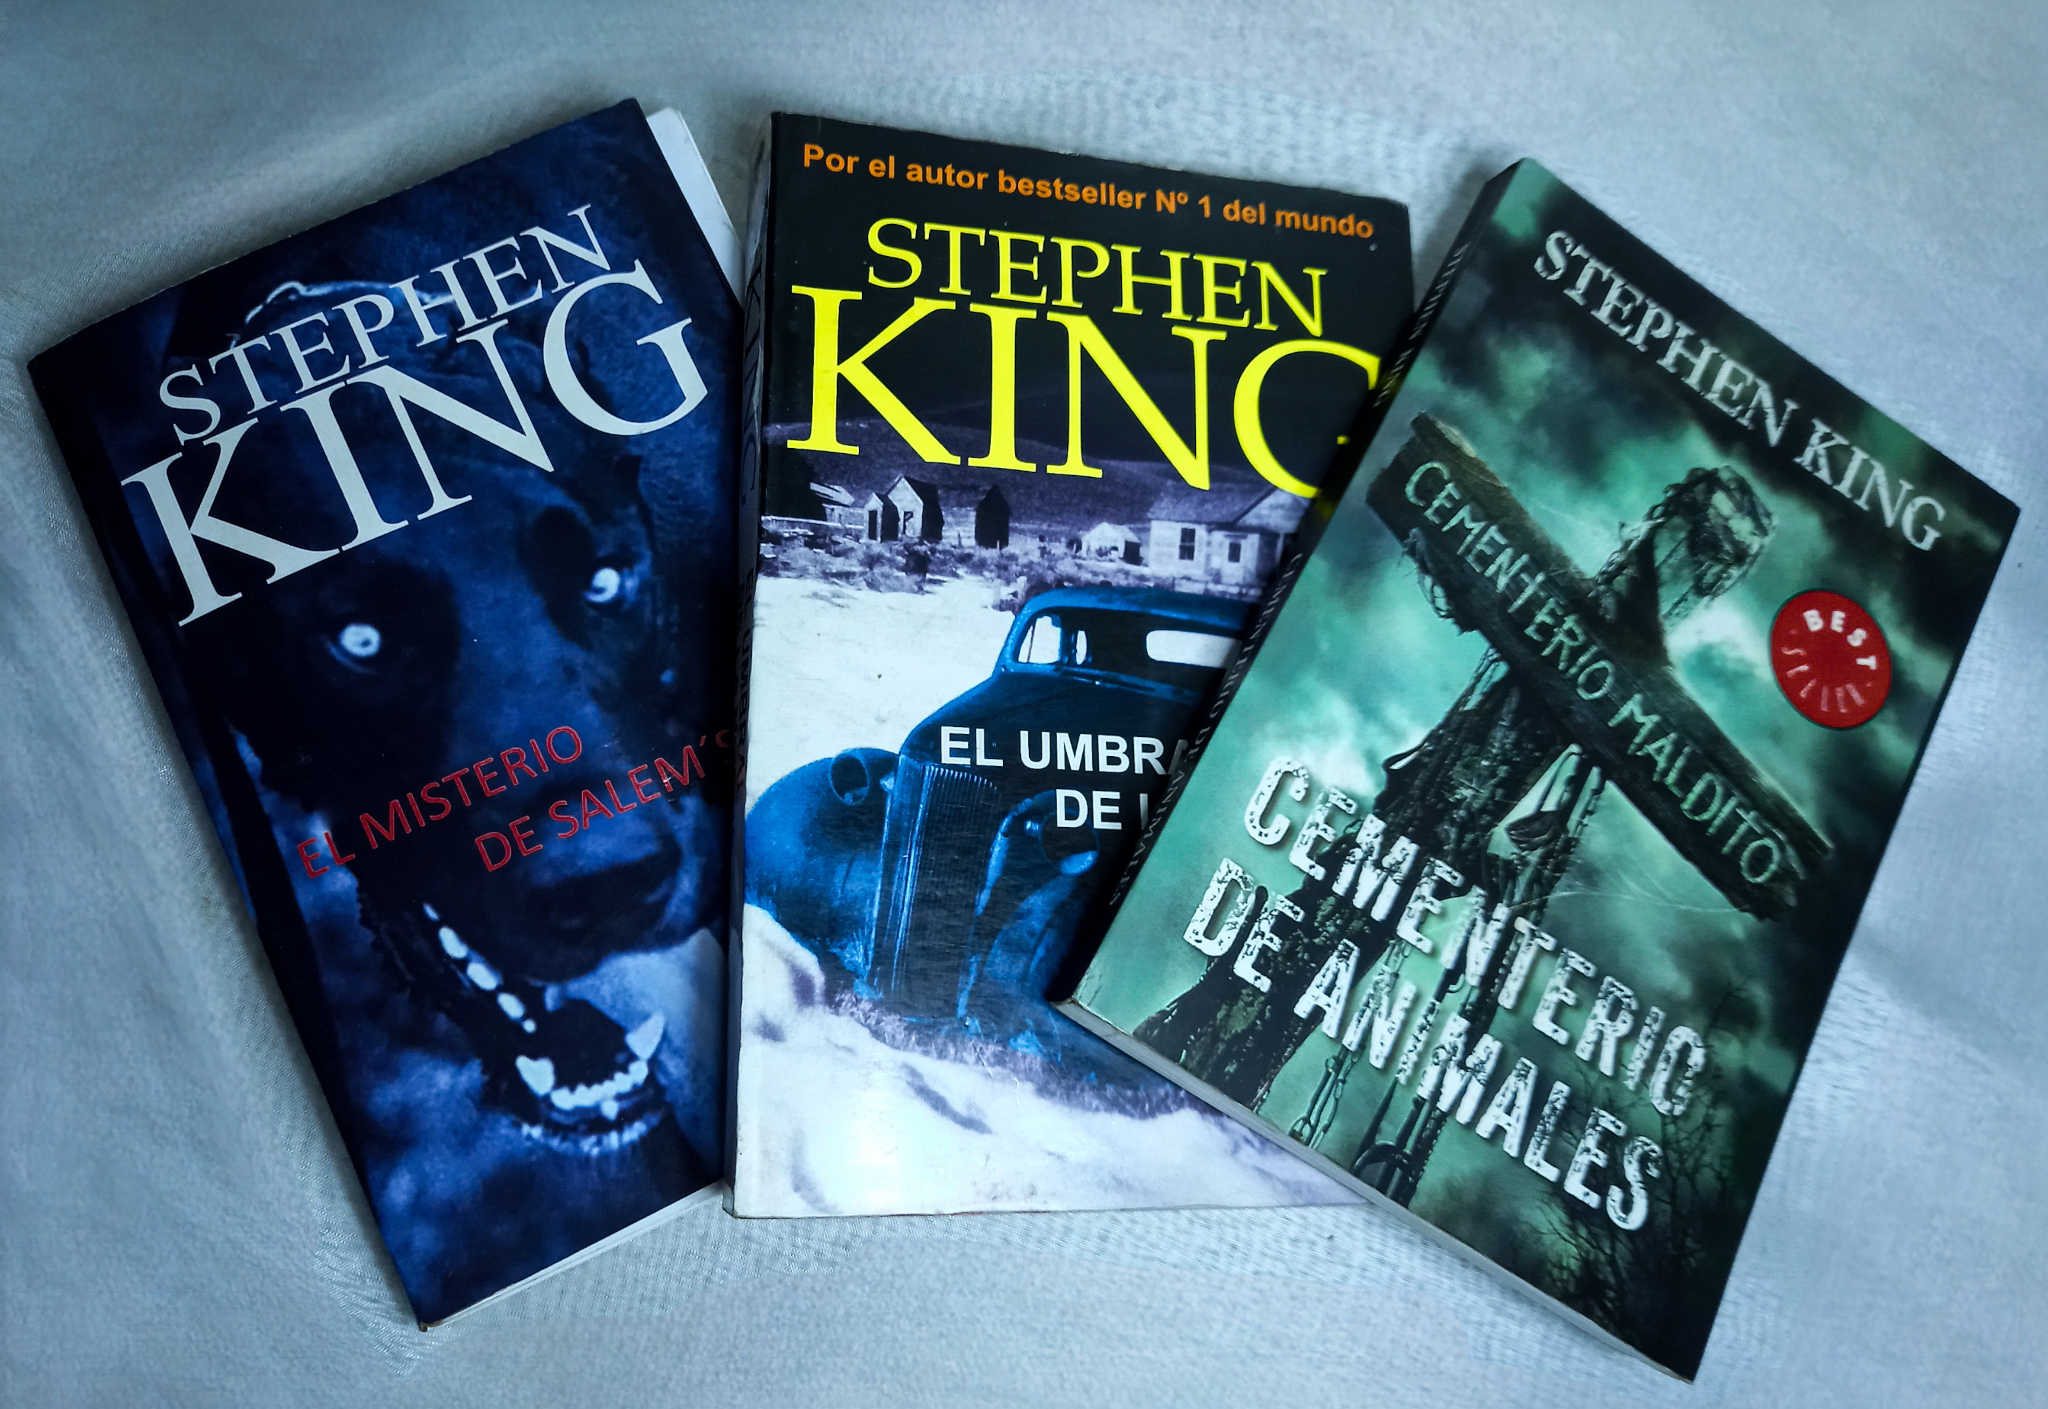 STEPHEN
KING
EL MISTERIO
DE SALEM´S
Por el autor bestseller Nº 1 del mundo
STEPHEN
KING
EL UMBRA
DE L
STEPHEN KING
CEMENTERIO MALDITO
BEST
SELLER
CEMENTERIO
DE ANIMALES